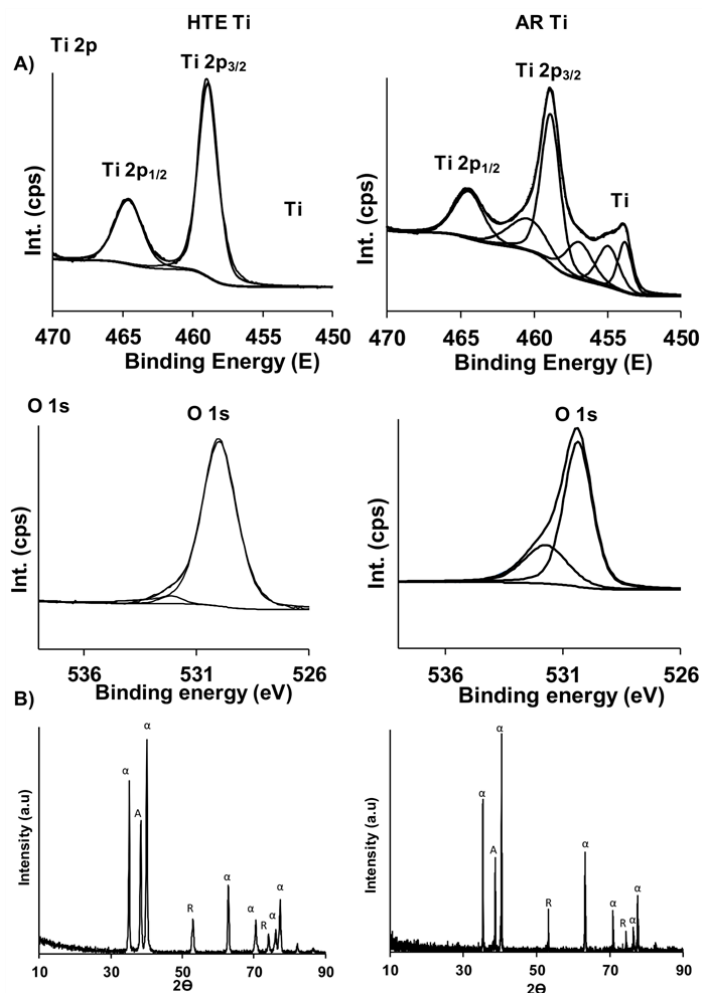 HTE Ti
AR Ti
Ti 2p
A)
Ti 2p3/2
Ti 2p1/2
Ti
Int. (cps)
470 465 460 455 450
Binding Energy (E)
Ti 2p3/2
Ti 2p1/2
Ti
Int. (cps)
470 460 455 450
Binding Energy (E)
O 1s
O 1s
Int. (cps)
536 531 526
Binding energy (eV)
O 1s
Int. (cps)
536 531 526
Binding energy (eV)
B)
Intensity (a.u)
α
A
α
R
α
α
R
α
α
10 30 50 70 90
2Ɵ
Intensity (a.u)
α
A
α
R
α
α
R
α
α
10 30 50 70 90
2Ɵ